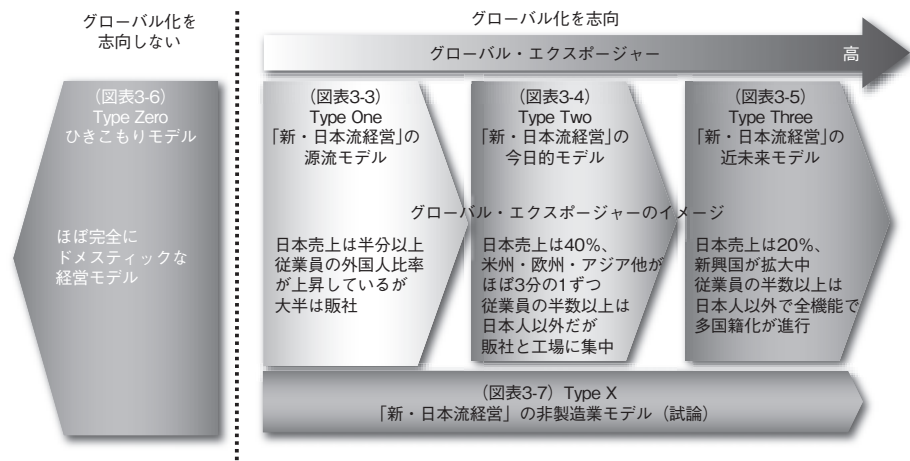 グローバル化を
志向しない
グローバル化を志向
グローバル・エクスポージャー
高
(図表3-6)
Type Zero
ひきこもりモデル
ほぼ完全に
ドメスティックな
経営モデル
(図表3-3)
Type One
「新・日本流経営」の
源流モデル
(図表3-4)
Type Two
「新・日本流経営」の
今日的モデル
(図表3-5)
Type Three
「新・日本流経営」の
近未来モデル
グローバル・エクスポージャーのイメージ
日本売上は半分以上
従業員の外国人比率
が上昇しているが
大半は販社
日本売上は40%、
米州・欧州・アジア他が
ほぼ3分の1ずつ
従業員の半数以上は
日本人以外だが
販社と工場に集中
日本売上は20%、
新興国が拡大中
従業員の半数以上は
日本人以外で全機能で
多国籍化が進行
(図表3-7) Type X
「新・日本流経営」の非製造業モデル(試論)